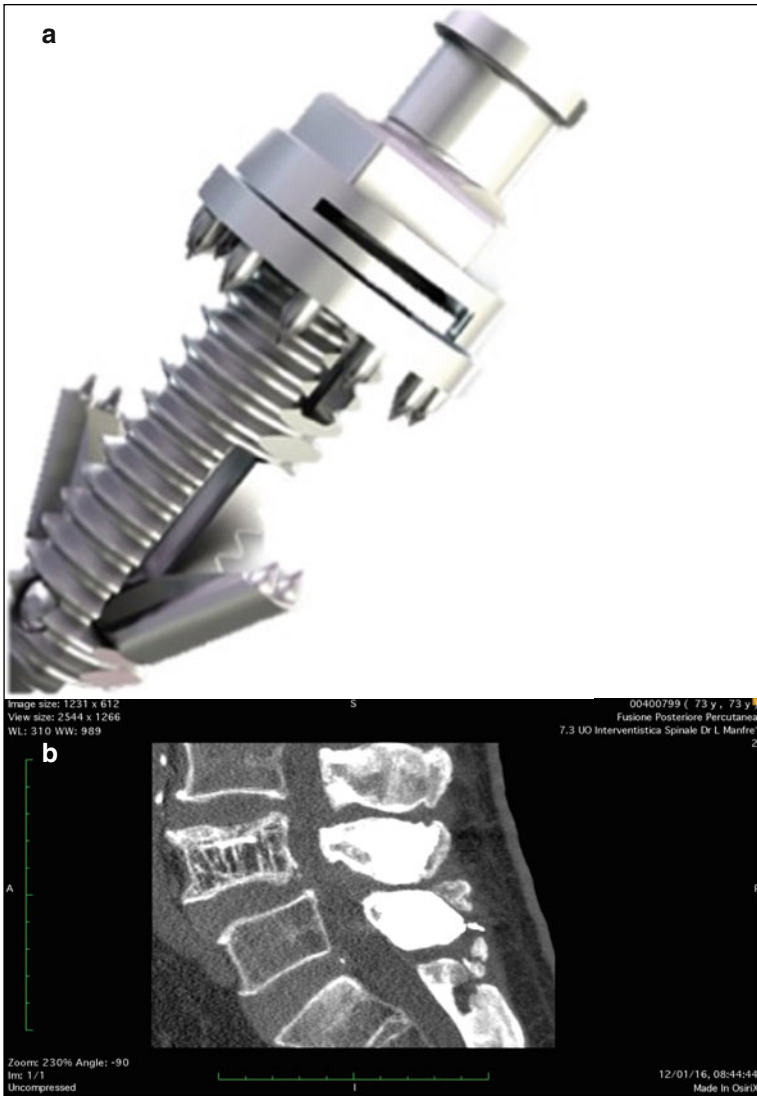 a
Image size: 1231 x 612
View size: 2544 x 1266
WL: 310 WW: 989
S
00400799 ( 73 y, 73 y
Fusione Posteriore Percutanea
7.3 UO Interventistica Spinale Dr L Manfre'
2
b
A
Zoom: 230% Angle: -90
Im: 1/1
Uncompressed
I
12/01/16, 08:44:44
Made In OsiriX